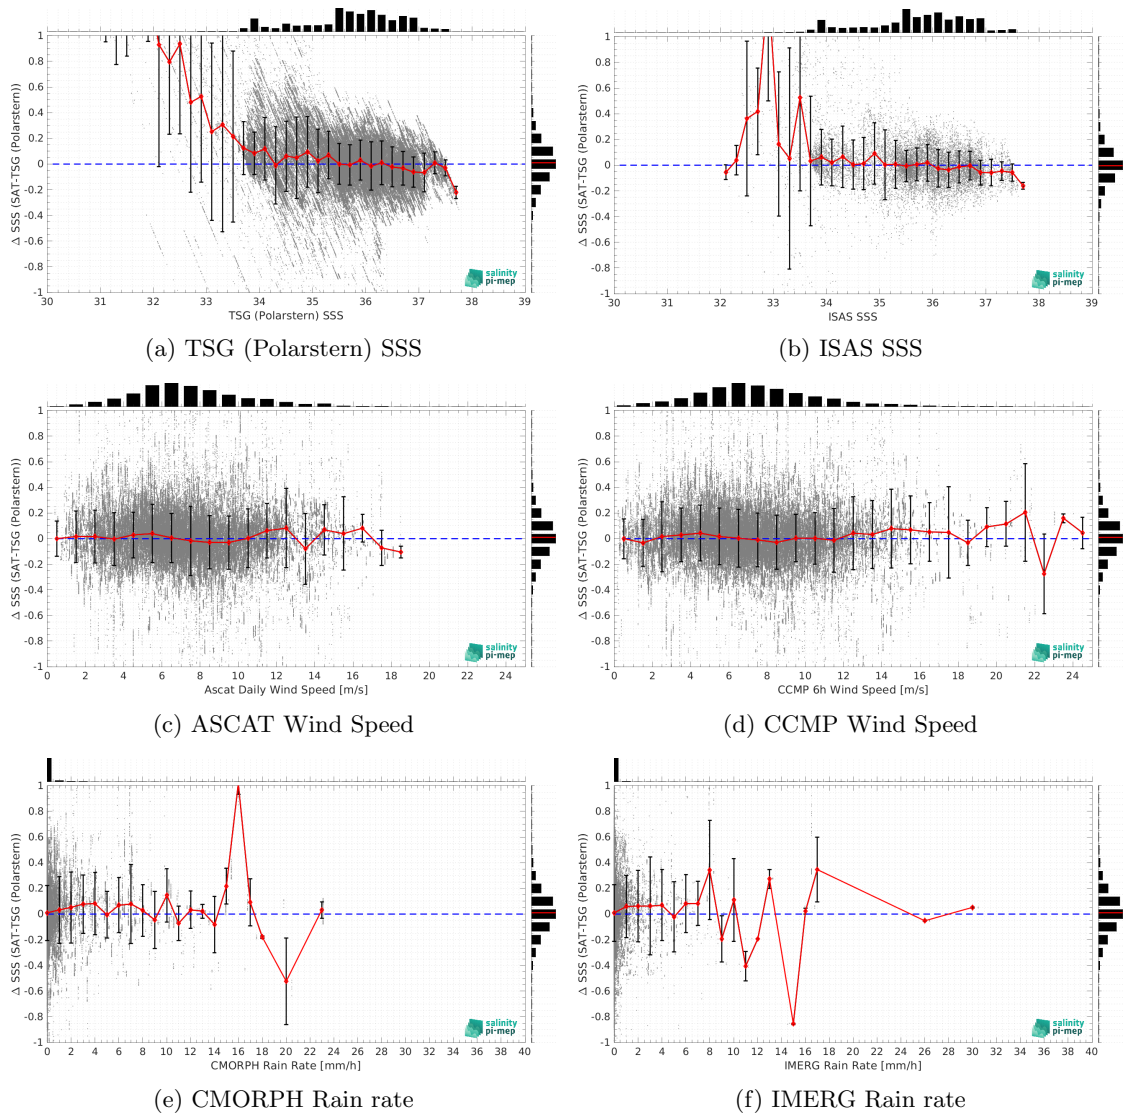 1
0.8
0.6
0.4
0.2
0
-0.2
-0.4
-0.6
-0.8
-1
Δ SSS (SAT-TSG (Polarstern))
salinity
pi-mep
30 31 32 33 34 35 36 37 38 39
TSG (Polarstern) SSS
(a) TSG (Polarstern) SSS
1
0.8
0.6
0.4
0.2
0
-0.2
-0.4
-0.6
-0.8
-1
Δ SSS (SAT-TSG (Polarstern))
salinity
pi-mep
30 31 32 33 34 35 36 37 38 39
ISAS SSS
(b) ISAS SSS
1
0.8
0.6
0.4
0.2
0
-0.2
-0.4
-0.6
-0.8
-1
Δ SSS (SAT-TSG (Polarstern))
salinity
pi-mep
0 2 4 6 8 10 12 14 16 18 20 22 24
Ascat Daily Wind Speed [m/s]
(c) ASCAT Wind Speed
1
0.8
0.6
0.4
0.2
0
-0.2
-0.4
-0.6
-0.8
-1
Δ SSS (SAT-TSG (Polarstern))
salinity
pi-mep
0 2 4 6 8 10 12 14 16 18 20 22 24
CCMP 6h Wind Speed [m/s]
(d) CCMP Wind Speed
1
0.8
0.6
0.4
0.2
0
-0.2
-0.4
-0.6
-0.8
-1
Δ SSS (SAT-TSG (Polarstern))
salinity
pi-mep
0 2 4 6 8 10 12 14 16 18 20 22 24 26 28 30 32 34 36 38 40
CMORPH Rain Rate [mm/h]
(e) CMORPH Rain rate
1
0.8
0.6
0.4
0.2
0
-0.2
-0.4
-0.6
-0.8
-1
Δ SSS (SAT-TSG (Polarstern))
salinity
pi-mep
0 2 4 6 8 10 12 14 16 18 20 22 24 26 28 30 32 34 36 38 40
IMERG Rain Rate [mm/h]
(f) IMERG Rain rate